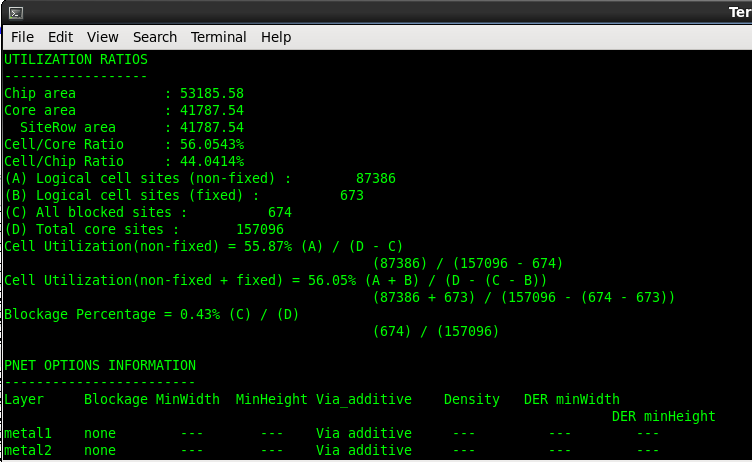 Ter
File Edit View Search Terminal Help
UTILIZATION RATIOS
------------------
Chip area : 53185.58
Core area : 41787.54
SiteRow area : 41787.54
Cell/Core Ratio : 56.0543%
Cell/Chip Ratio : 44.0414%
(A) Logical cell sites (non-fixed) : 87386
(B) Logical cell sites (fixed) : 673
(C) All blocked sites : 674
(D) Total core sites : 157096
Cell Utilization(non-fixed) = 55.87% (A) / (D - C)
(87386) / (157096 - 674)
Cell Utilization(non-fixed + fixed) = 56.05% (A + B) / (D - (C - B))
(87386 + 673) / (157096 - (674 - 673))
Blockage Percentage = 0.43% (C) / (D)
(674) / (157096)
PNET OPTIONS INFORMATION
------------------------
Layer Blockage MinWidth MinHeight Via_additive Density DER minWidth
DER minHeight
metal1 none --- --- Via additive --- --- ---
metal2 none --- --- Via additive --- --- ---